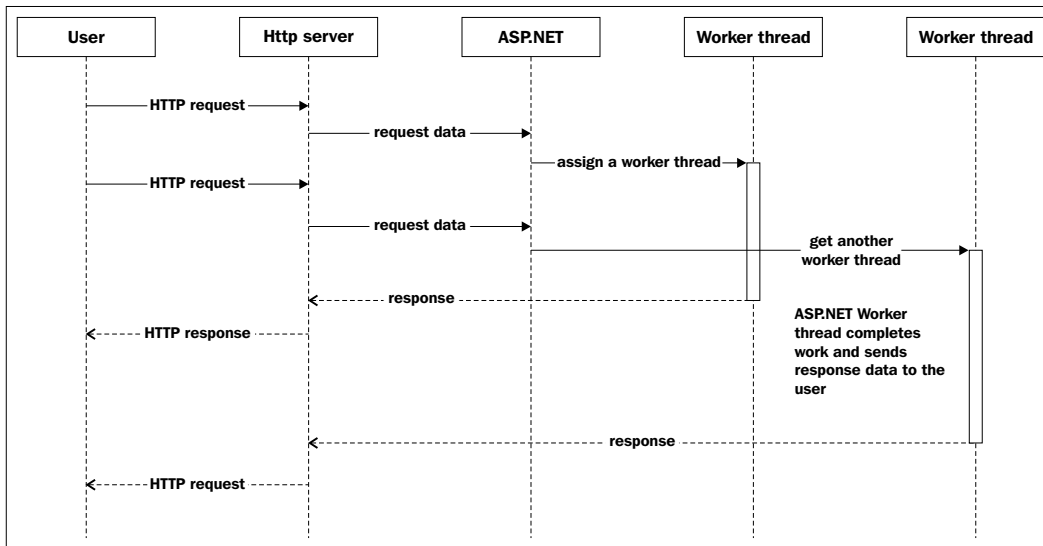 User
Http server
ASP.NET
Worker thread
Worker thread
HTTP request
request data
assign a worker thread
HTTP request
request data
get another
worker thread
response
ASP.NET Worker
thread completes
work and sends
response data to the
user
HTTP response
response
HTTP request